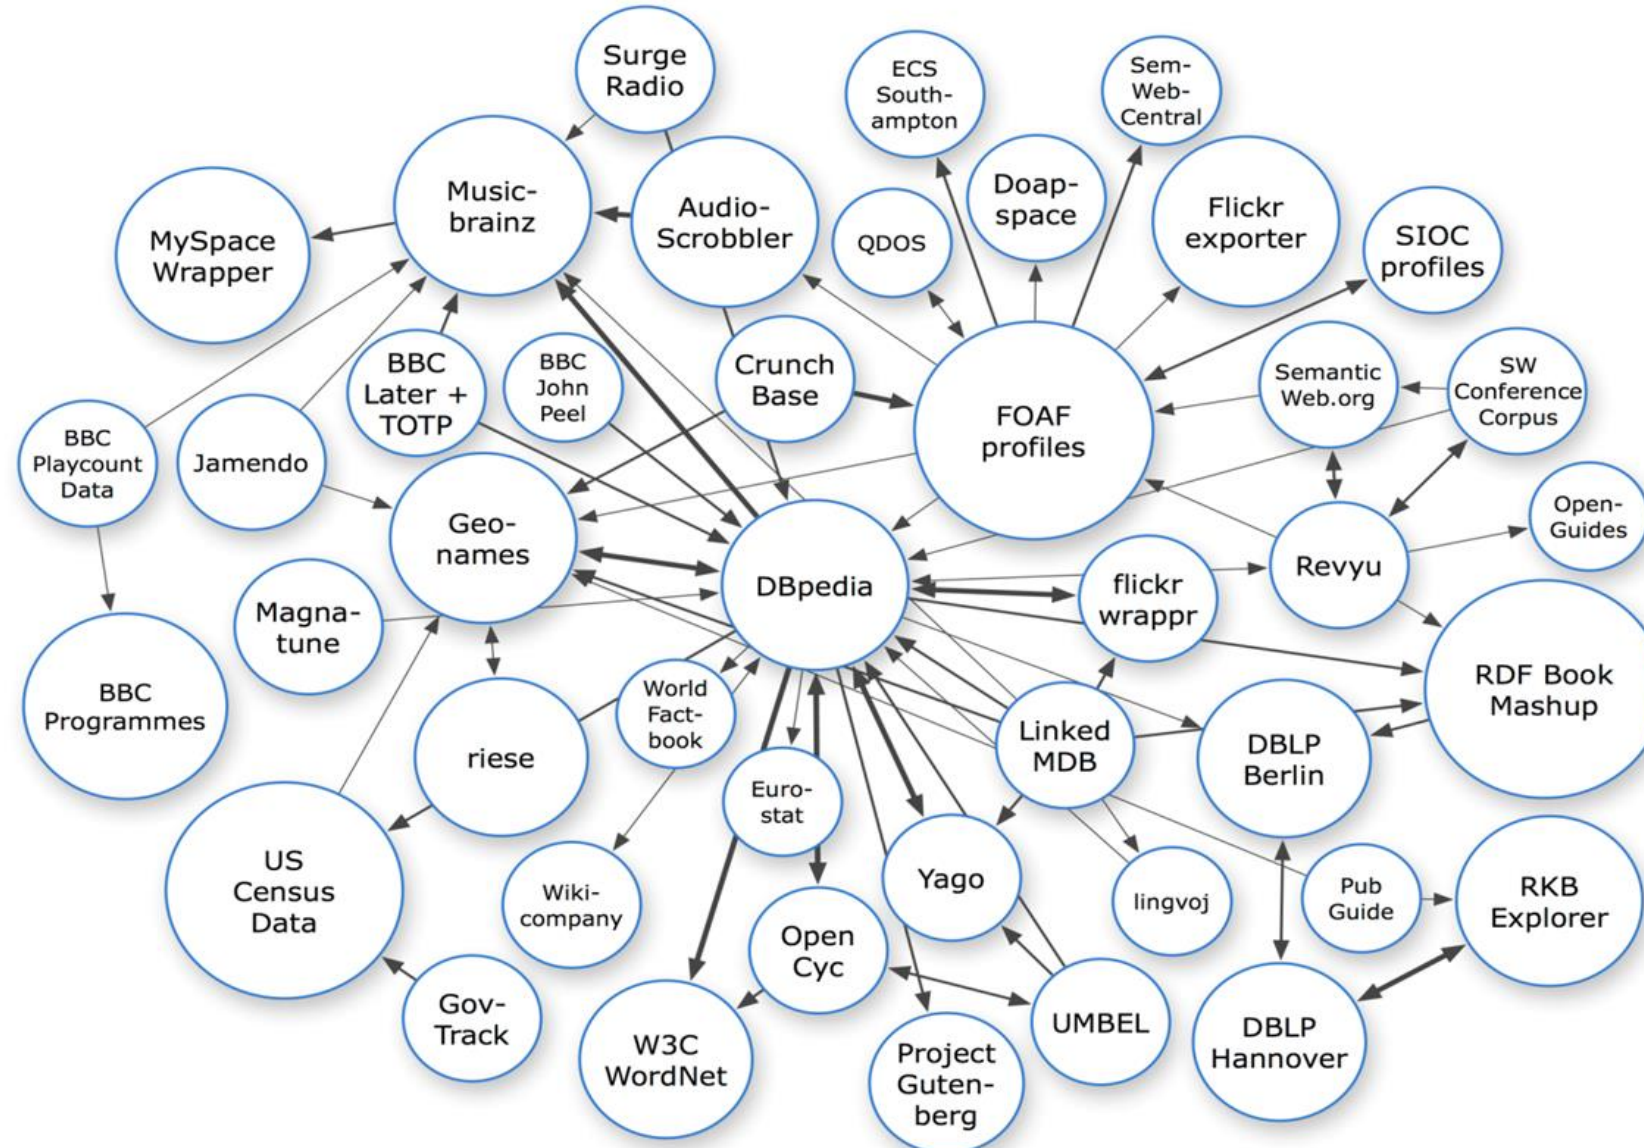 Surge
Radio
ECS
South-
ampton
Sem-
Web-
Central
Music-
brainz
Audio-
Scrobbler
Doap-
space
Flickr
exporter
MySpace
Wrapper
QDOS
SIOC
profiles
BBC
Later +
TOTP
BBC
John
Peel
Crunch
Base
FOAF
profiles
Semantic
Web.org
SW
Conference
Corpus
BBC
Playcount
Data
Jamendo
Geo-
names
DBpedia
flickr
wrappr
Revyu
Open-
Guides
Magna-
tune
BBC
Programmes
riese
World
Fact-
book
Linked
MDB
DBLP
Berlin
RDF Book
Mashup
Euro-
stat
US
Census
Data
Wiki-
company
Yago
lingvoj
Pub
Guide
RKB
Explorer
Open
Cyc
Gov-
Track
W3C
WordNet
Project
Guten-
berg
UMBEL
DBLP
Hannover